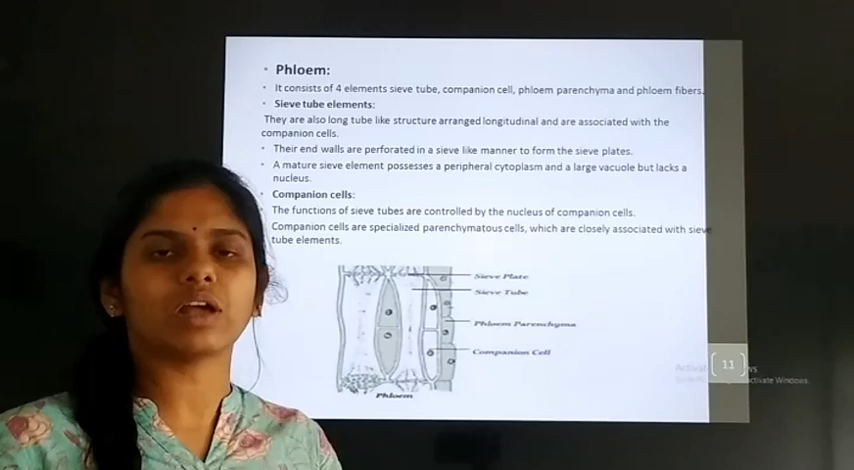 Phloem:
It consists of 4 elements sieve tube, companion cell, phloem parenchyma and phloem fibers.
Sieve tube elements:
They are also long tube like structure arranged longitudinal and are associated with the
companion cells.
Their end walls are perforated in a sieve like manner to form the sieve plates.
A mature sieve element possesses a peripheral cytoplasm and a large vacuole but lacks a
nucleus.
Companion cells:
The functions of sieve tubes are controlled by the nucleus of companion cells.
Companion cells are specialized parenchymatous cells, which are closely associated with sieve
tube elements.
Sieve Plate
Sieve Tube
Phloem Parenchyma
Companion Cell
Phloem
11
ctivate Windows.